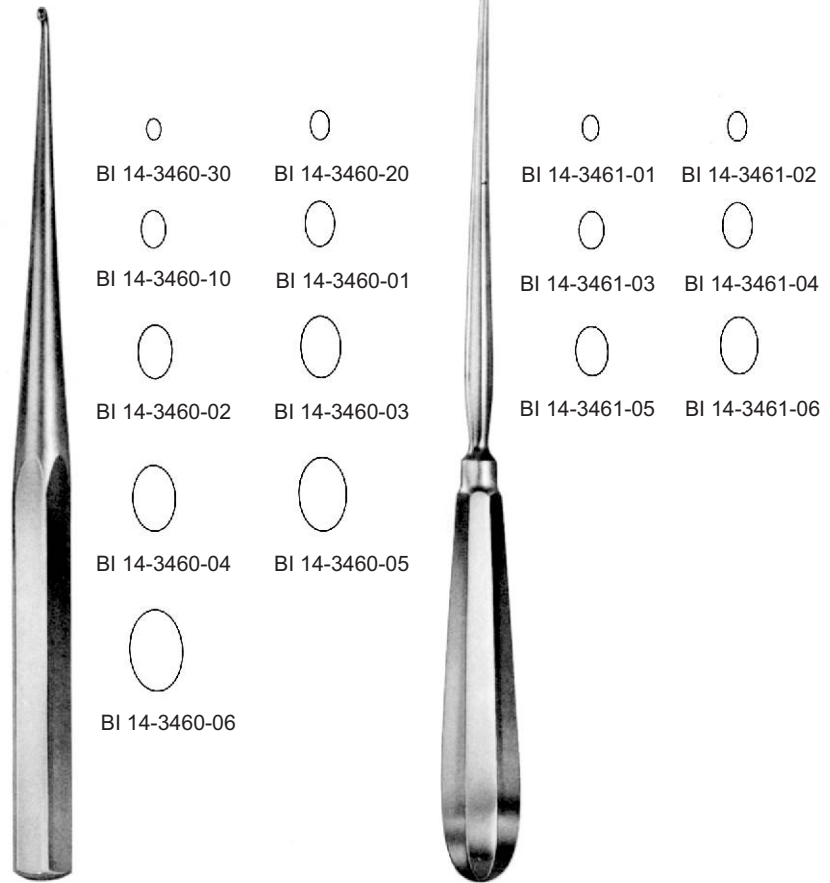 BI 14-3460-30 BI 14-3460-20
BI 14-3460-10 BI 14-3460-01
BI 14-3460-02 BI 14-3460-03
BI 14-3460-04 BI 14-3460-05
BI 14-3460-06
BI 14-3461-01 BI 14-3461-02
BI 14-3461-03 BI 14-3461-04
BI 14-3461-05 BI 14-3461-06